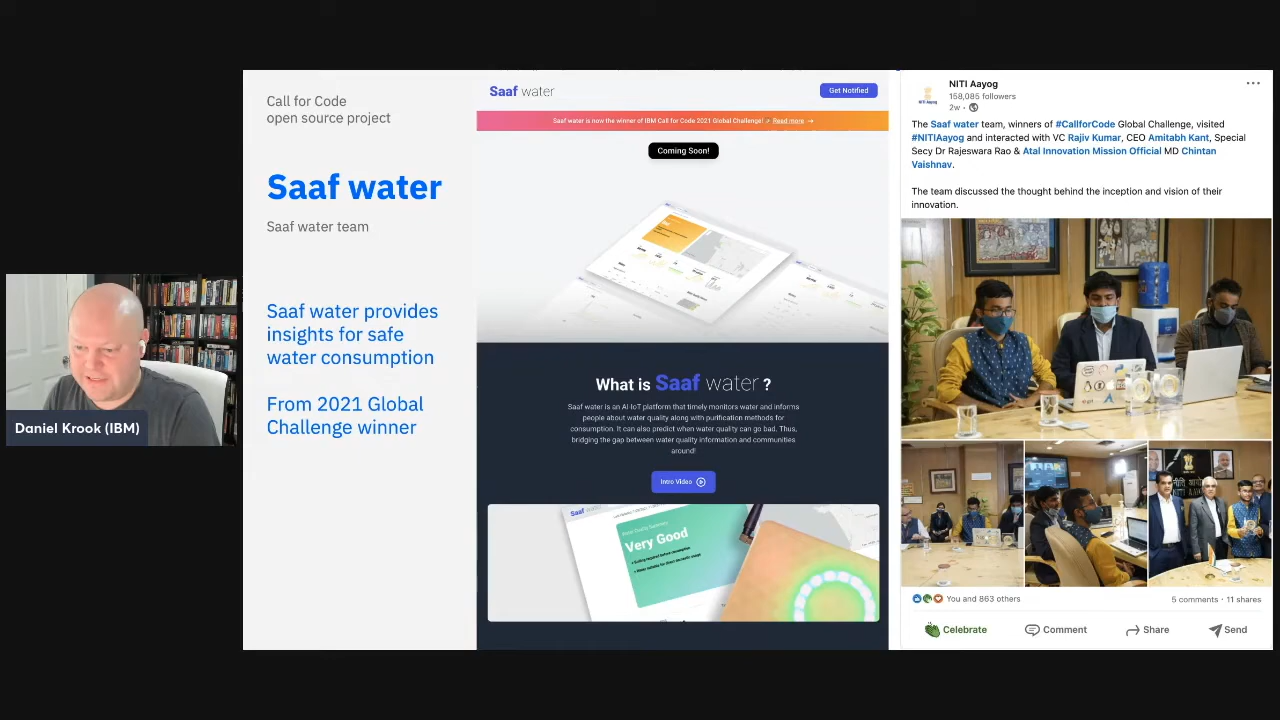 Call for Code
open source project
Saaf water
Saaf water team
Saaf water provides
insights for safe
water consumption
From 2021 Global
Challenge winner
Daniel Krook (IBM)
Saaf water
Get Notified
Saaf water is now the winner of IBM Call for Code 2021 Global Challenge! Read more →
Coming Soon!
What is Saaf water ?
Saaf water is an AI-IoT platform that timely monitors water and informs
people about water quality along with purification methods for
consumption. It can also predict when water quality can go bad. Thus,
bridging the gap between water quality information and communities
around!
Intro Video
Saaf water
Very Good
NITI Aayog
158,085 followers
2w •
The Saaf water team, winners of #CallforCode Global Challenge, visited
#NITIAayog and interacted with VC Rajiv Kumar, CEO Amitabh Kant, Special
Secy Dr Rajeswara Rao & Atal Innovation Mission Official MD Chintan
Vaishnav.
The team discussed the thought behind the inception and vision of their
innovation.
You and 863 others
5 comments · 11 shares
Celebrate
Comment
Share
Send